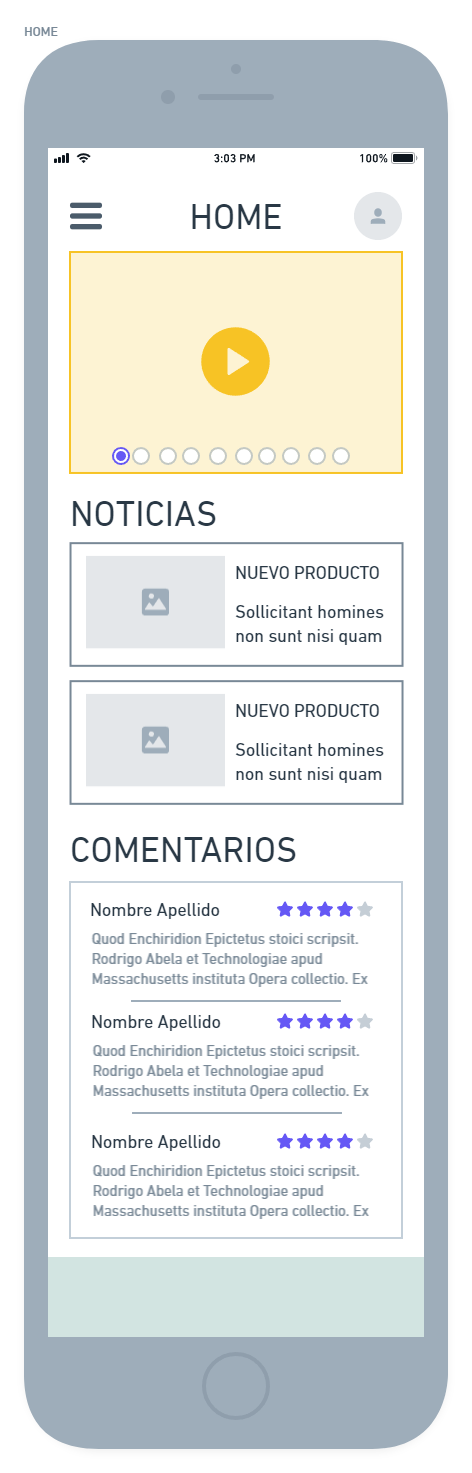 HOME
3:03 PM
100%
HOME
NOTICIAS
NUEVO PRODUCTO
Sollicitant homines
non sunt nisi quam
NUEVO PRODUCTO
Sollicitant homines
non sunt nisi quam
COMENTARIOS
Nombre Apellido
Quod Enchiridion Epictetus stoici scripsit.
Rodrigo Abela et Technologiae apud
Massachusetts instituta Opera collectio. Ex
Nombre Apellido
Quod Enchiridion Epictetus stoici scripsit.
Rodrigo Abela et Technologiae apud
Massachusetts instituta Opera collectio. Ex
Nombre Apellido
Quod Enchiridion Epictetus stoici scripsit.
Rodrigo Abela et Technologiae apud
Massachusetts instituta Opera collectio. Ex